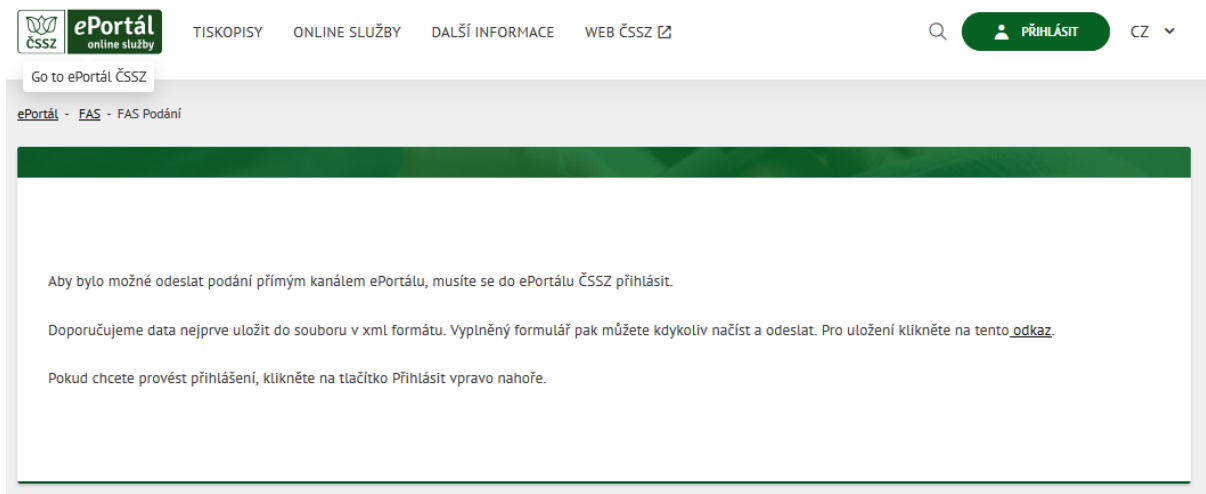 ČSSZ ePortál online služby
TISKOPISY ONLINE SLUŽBY DALŠÍ INFORMACE WEB ČSSZ PŘIHLÁSIT CZ
Go to ePortál ČSSZ
ePortál - FAS - FAS Podání
Aby bylo možné odeslat podání přímým kanálem ePortálu, musíte se do ePortálu ČSSZ přihlásit.
Doporučujeme data nejprve uložit do souboru v xml formátu. Vyplněný formulář pak můžete kdykoliv načíst a odeslat. Pro uložení klikněte na tento odkaz.
Pokud chcete provést přihlášení, klikněte na tlačítko Přihlásit vpravo nahoře.